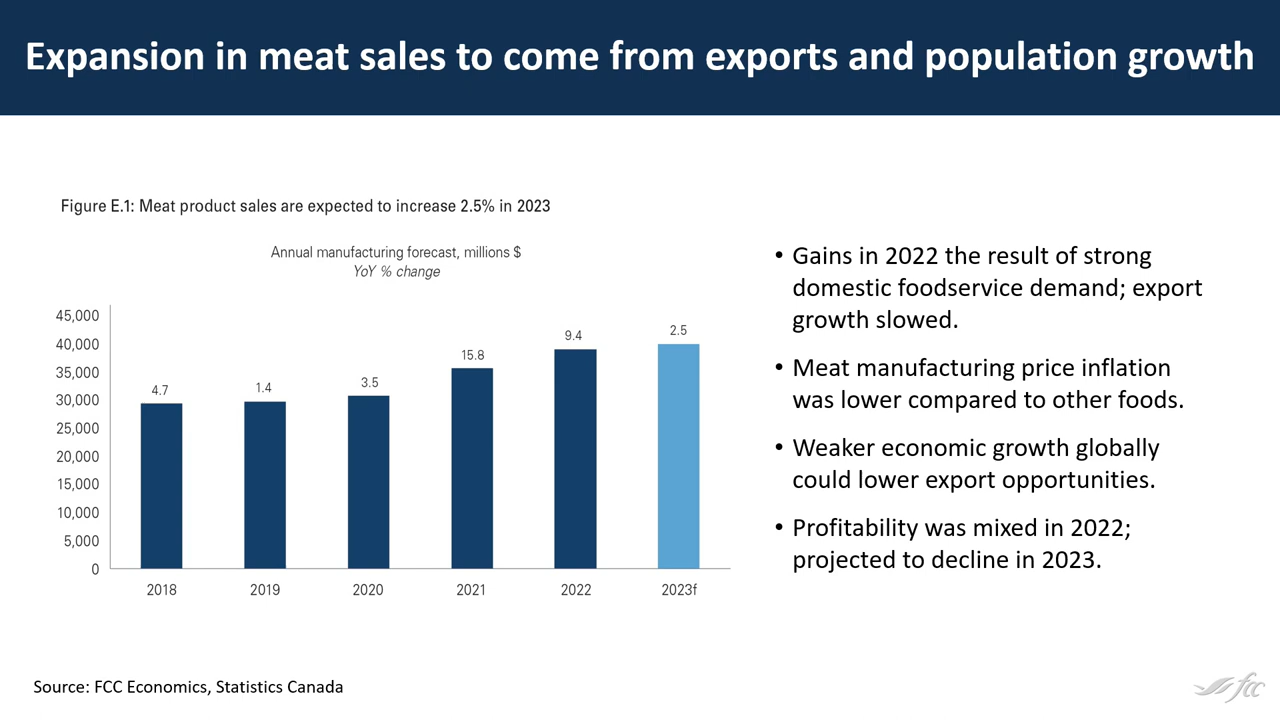 Expansion in meat sales to come from exports and population growth
Figure E.1: Meat product sales are expected to increase 2.5% in 2023
Annual manufacturing forecast, millions $
YoY % change
45,000
40,000
35,000
30,000
25,000
20,000
15,000
10,000
5,000
0
4.7
1.4
3.5
15.8
9.4
2.5
2018
2019
2020
2021
2022
2023f
• Gains in 2022 the result of strong
domestic foodservice demand; export
growth slowed.
• Meat manufacturing price inflation
was lower compared to other foods.
• Weaker economic growth globally
could lower export opportunities.
• Profitability was mixed in 2022;
projected to decline in 2023.
Source: FCC Economics, Statistics Canada
fcc